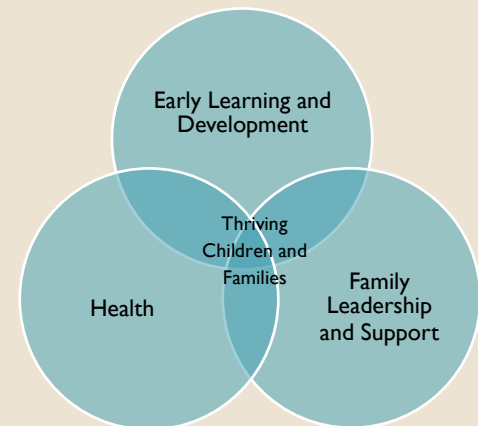 Early Learning and
Development
Thriving
Children and
Families
Health
Family
Leadership
and Support